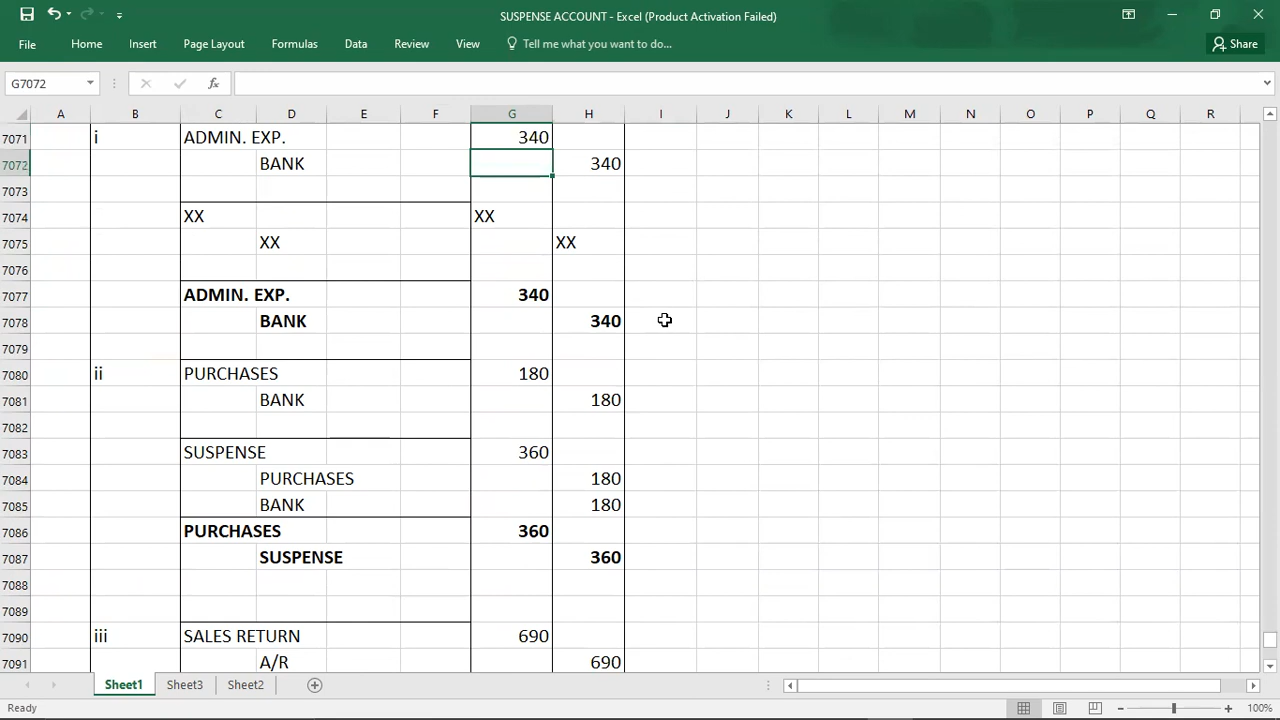 SUSPENSE ACCOUNT - Excel (Product Activation Failed)
File Home Insert Page Layout Formulas Data Review View Tell me what you want to do... Share
G7072 fx
A B C D E F G H I J K L M N O P Q R
7071 i ADMIN. EXP. 340
7072 BANK 340
7073
7074 XX XX
7075 XX XX
7076
7077 ADMIN. EXP. 340
7078 BANK 340
7079
7080 ii PURCHASES 180
7081 BANK 180
7082
7083 SUSPENSE 360
7084 PURCHASES 180
7085 BANK 180
7086 PURCHASES 360
7087 SUSPENSE 360
7088
7089
7090 iii SALES RETURN 690
7091 A/R 690
Sheet1 Sheet3 Sheet2
Ready 100%